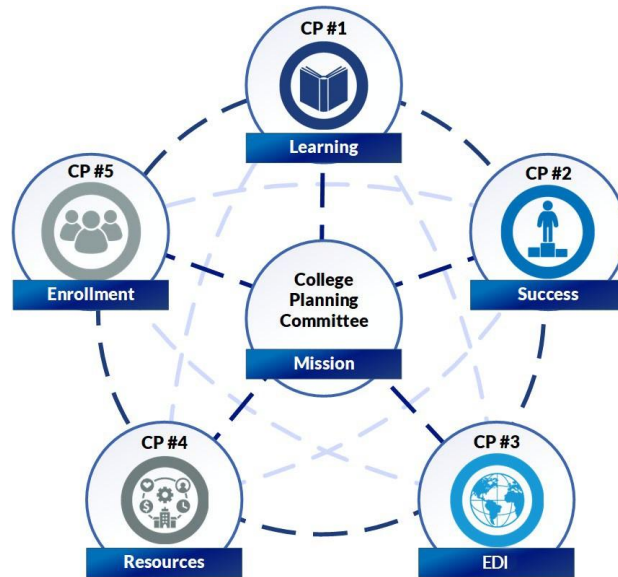 CP #1
Learning
CP #5
Enrollment
CP #2
Success
College
Planning
Committee
Mission
CP #4
$
Resources
CP #3
EDI